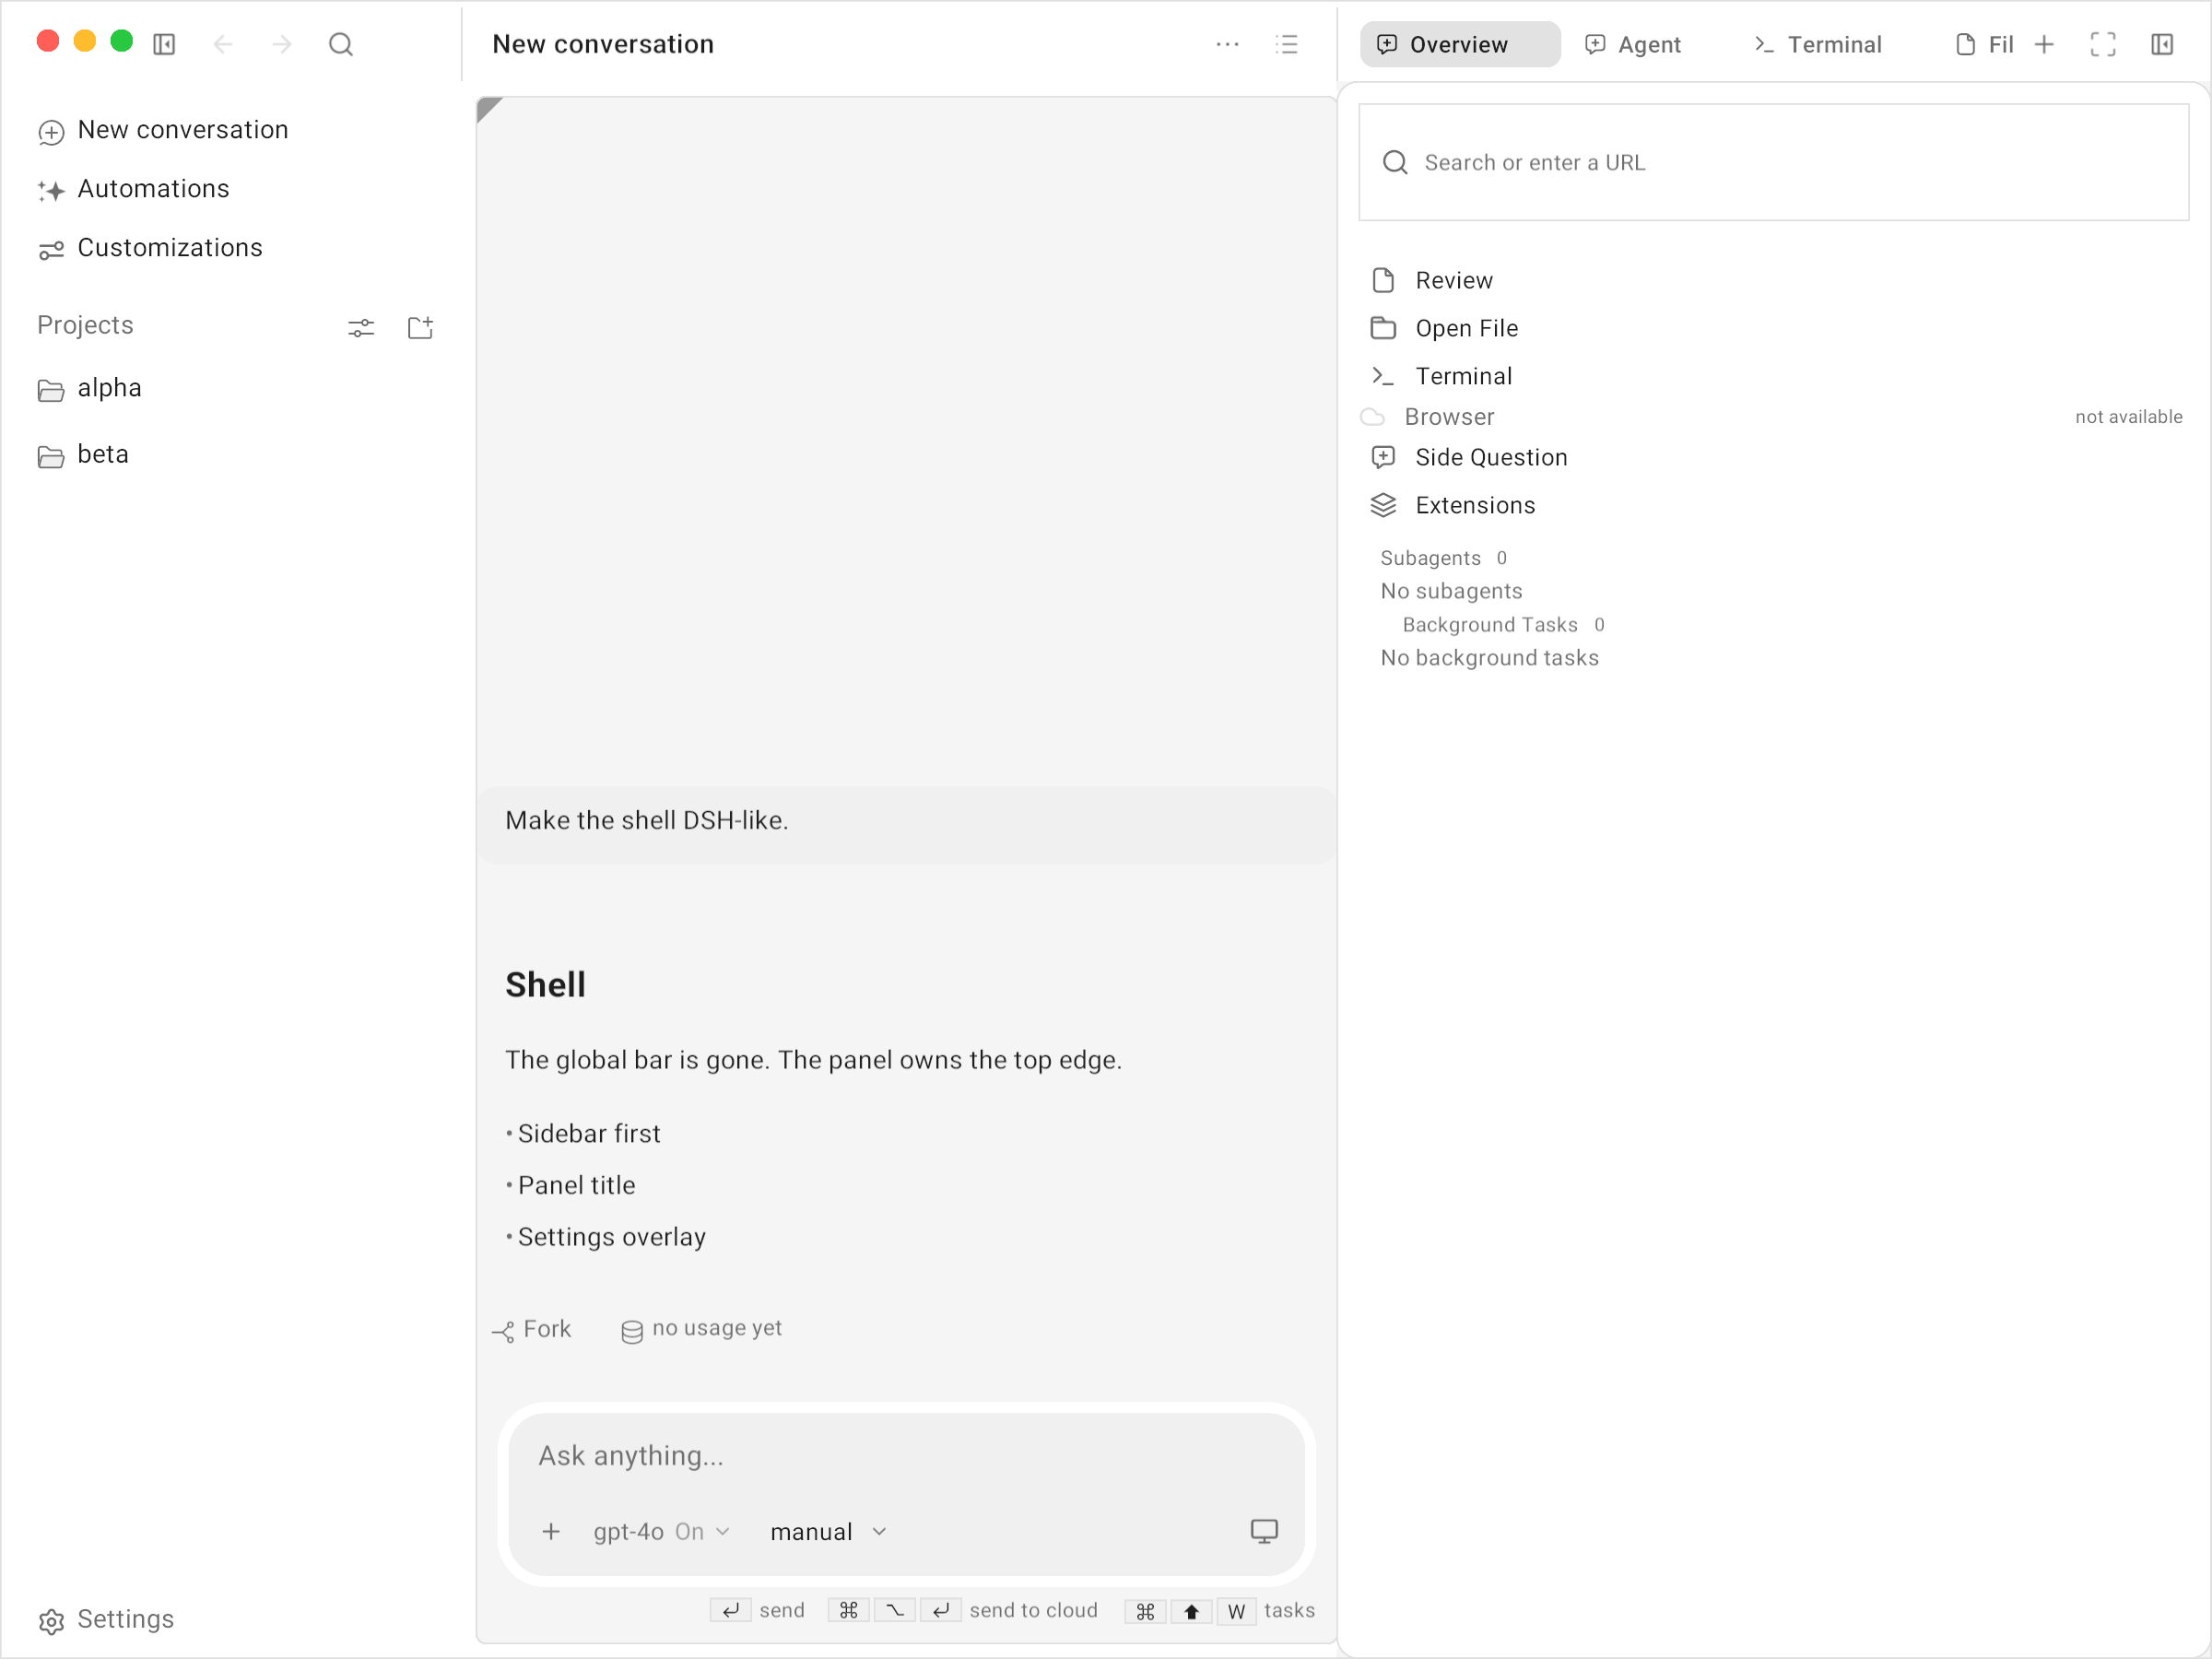 New conversation
Automations
Customizations
Projects
alpha
beta
Settings
New conversation
Make the shell DSH-like.
Shell
The global bar is gone. The panel owns the top edge.
• Sidebar first
• Panel title
• Settings overlay
Fork no usage yet
Ask anything...
gpt-4o On manual
send ⌘ ⌥ send to cloud ⌘ W tasks
Overview Agent Terminal Fil
Search or enter a URL
Review
Open File
Terminal
Browser not available
Side Question
Extensions
Subagents 0
No subagents
Background Tasks 0
No background tasks